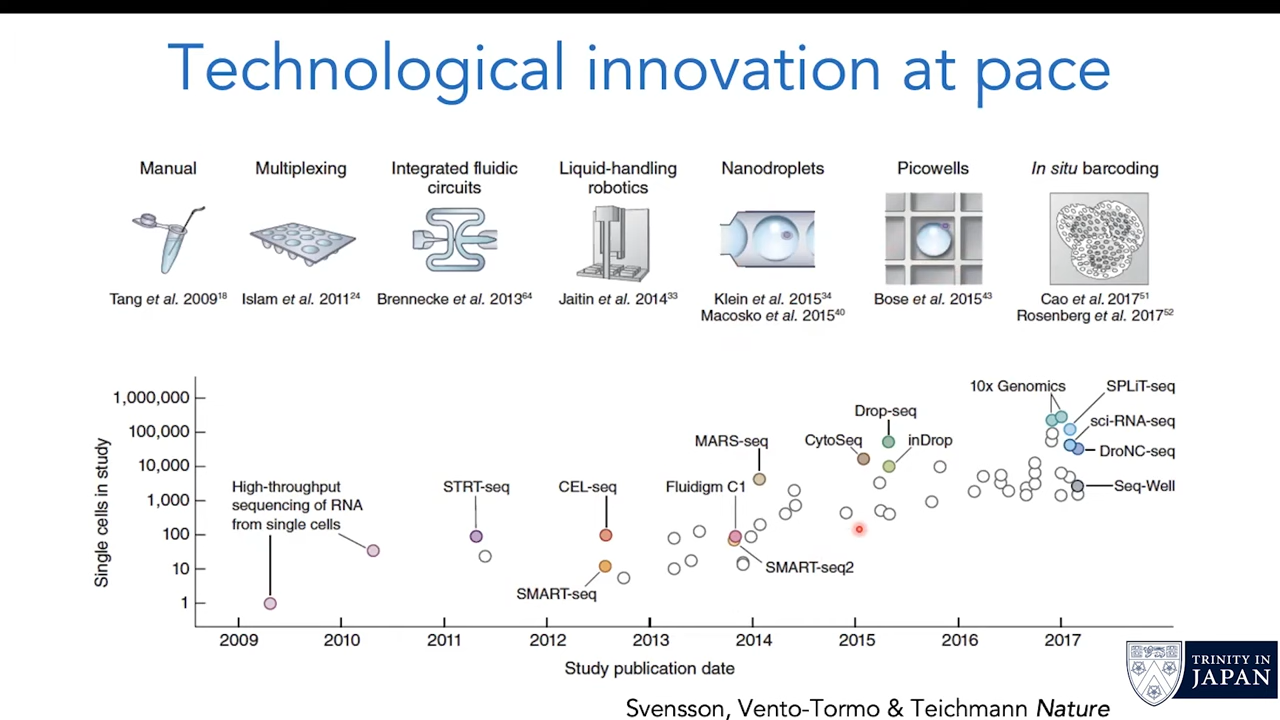 Technological innovation at pace
Manual
Multiplexing
Integrated fluidic
circuits
Liquid-handling
robotics
Nanodroplets
Picowells
In situ barcoding
Tang et al. 2009¹⁸
Islam et al. 2011²⁴
Brennecke et al. 2013⁶⁴
Jaitin et al. 2014³³
Klein et al. 2015³⁴
Macosko et al. 2015⁴⁰
Bose et al. 2015⁴³
Cao et al. 2017⁵¹
Rosenberg et al. 2017⁵²
Single cells in study
1,000,000
100,000
10,000
1,000
100
10
1
High-throughput
sequencing of RNA
from single cells
STRT-seq
CEL-seq
SMART-seq
Fluidigm C1
SMART-seq2
MARS-seq
CytoSeq
Drop-seq
inDrop
10x Genomics
SPLiT-seq
sci-RNA-seq
DroNC-seq
Seq-Well
2009
2010
2011
2012
2013
2014
2015
2016
2017
Study publication date
TRINITY IN
JAPAN
Svensson, Vento-Tormo & Teichmann Nature